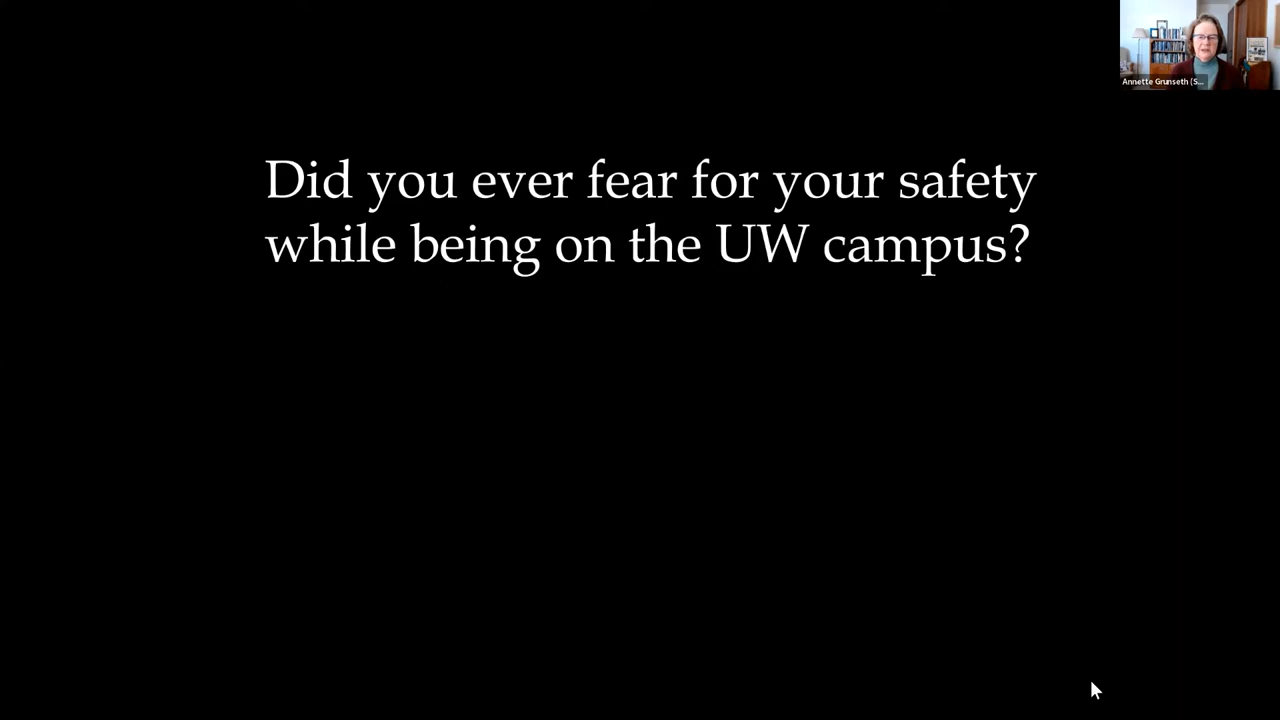 Did you ever fear for your safety
while being on the UW campus?
Annette Grunseth (S...